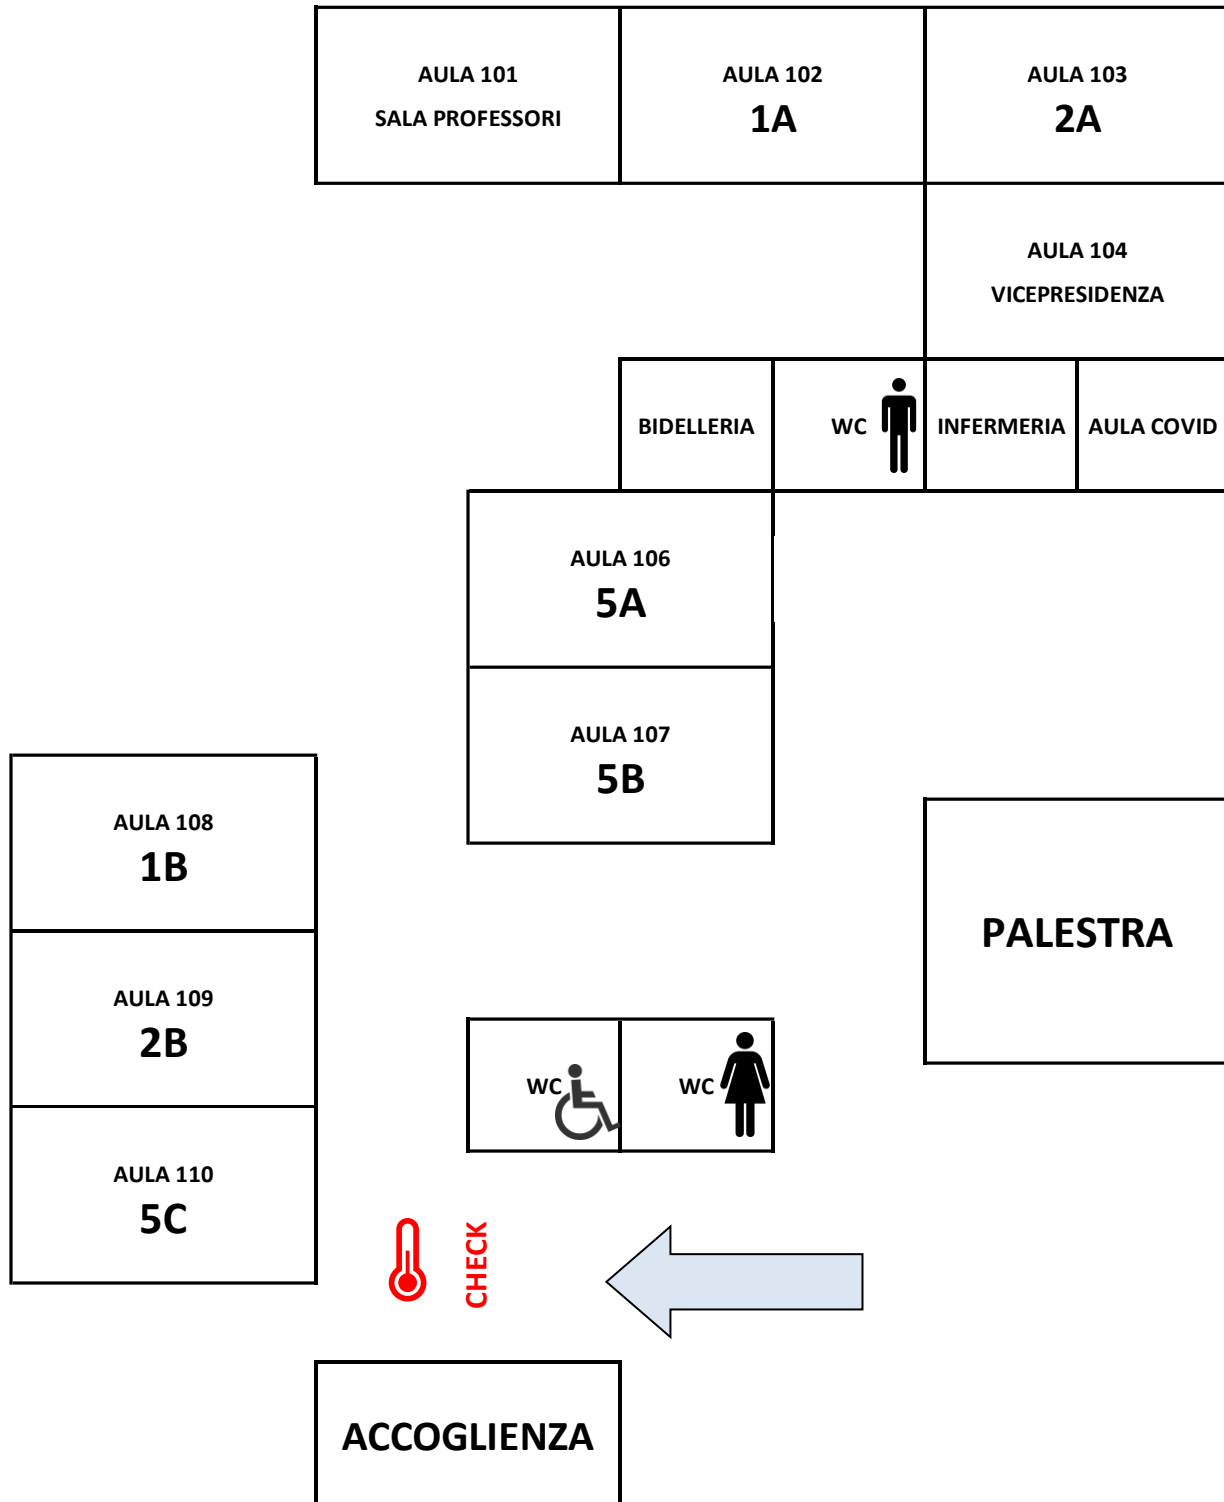 AULA 101
SALA PROFESSORI
AULA 102
1A
AULA 103
2A
AULA 104
VICEPRESIDENZA
BIDELLERIA
WC
INFERMERIA
AULA COVID
AULA 106
5A
AULA 107
5B
AULA 108
1B
PALESTRA
AULA 109
2B
WC
WC
AULA 110
5C
CHECK
ACCOGLIENZA